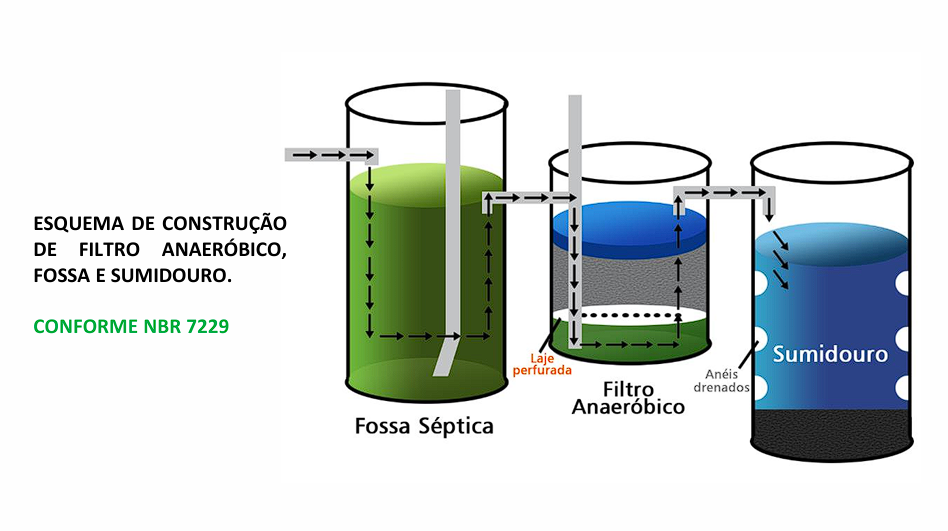 ESQUEMA DE CONSTRUÇÃO
DE FILTRO ANAERÓBICO,
FOSSA E SUMIDOURO.
CONFORME NBR 7229
Fossa Séptica
Laje
perfurada
Filtro
Anaeróbico
Anéis
drenados
Sumidouro